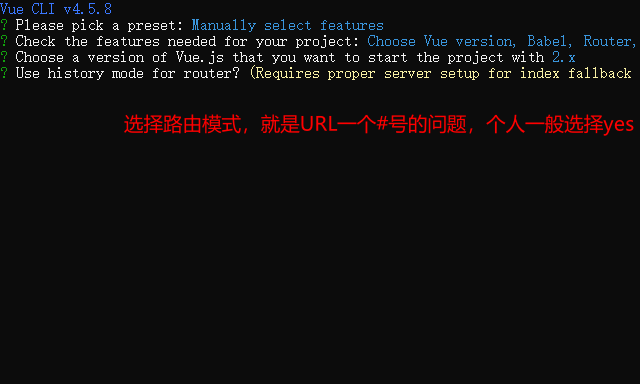 Vue CLI v4.5.8
? Please pick a preset: Manually select features
? Check the features needed for your project: Choose Vue version, Babel, Router,
? Choose a version of Vue.js that you want to start the project with 2.x
? Use history mode for router? (Requires proper server setup for index fallback
选择路由模式，就是URL一个#号的问题，个人一般选择yes